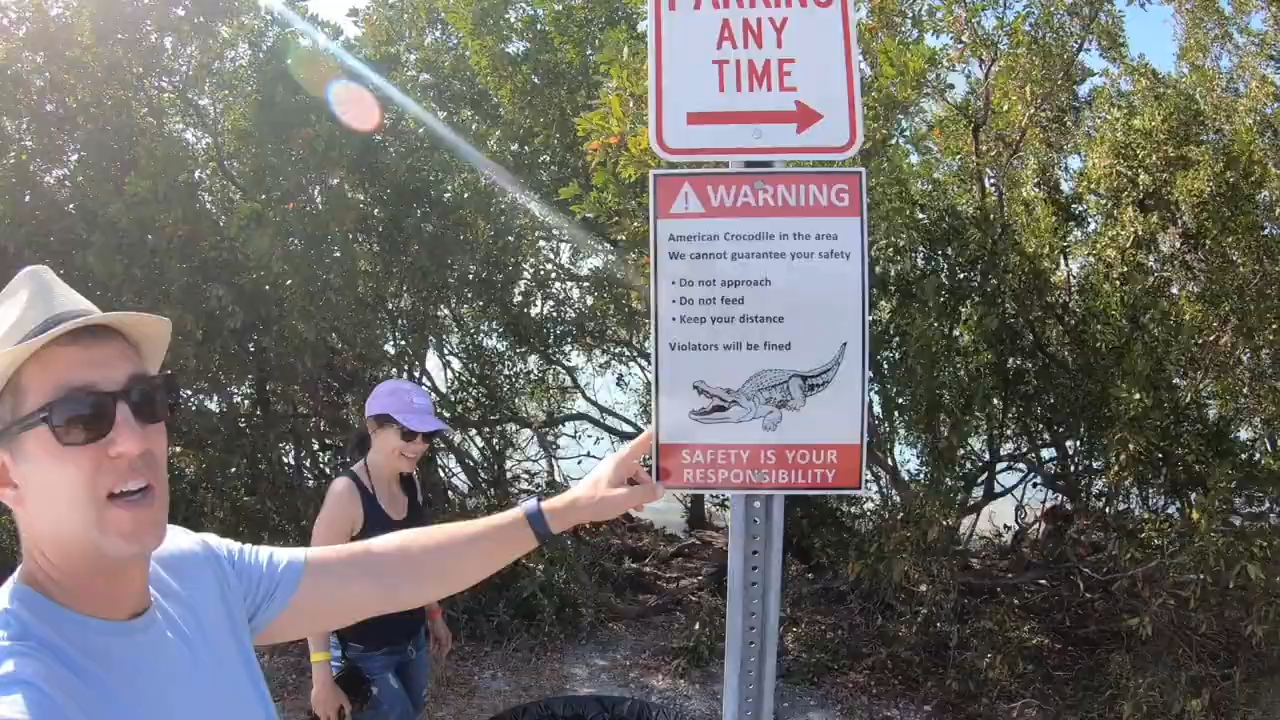 PARKING
ANY
TIME
WARNING
American Crocodile in the area
We cannot guarantee your safety
• Do not approach
• Do not feed
• Keep your distance
Violators will be fined
SAFETY IS YOUR
RESPONSIBILITY